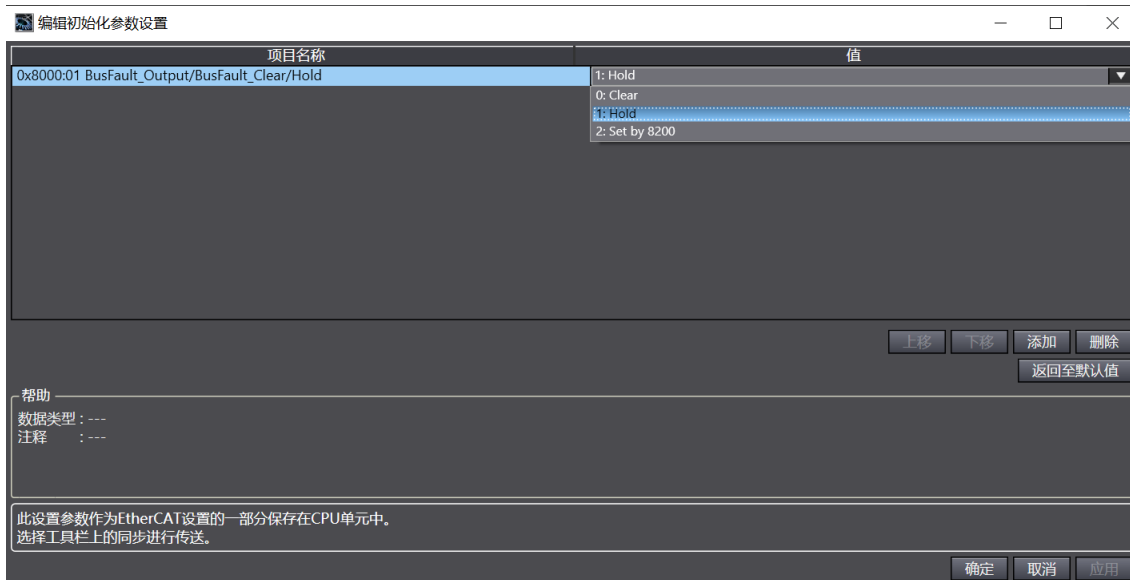 编辑初始化参数设置
项目名称 值
0x8000:01 BusFault_Output/BusFault_Clear/Hold 1: Hold
0: Clear
1: Hold
2: Set by 8200
上移 下移 添加 删除
返回至默认值
帮助
数据类型 : ---
注释 : ---
此设置参数作为EtherCAT设置的一部分保存在CPU单元中。
选择工具栏上的同步进行传送。
确定 取消 应用